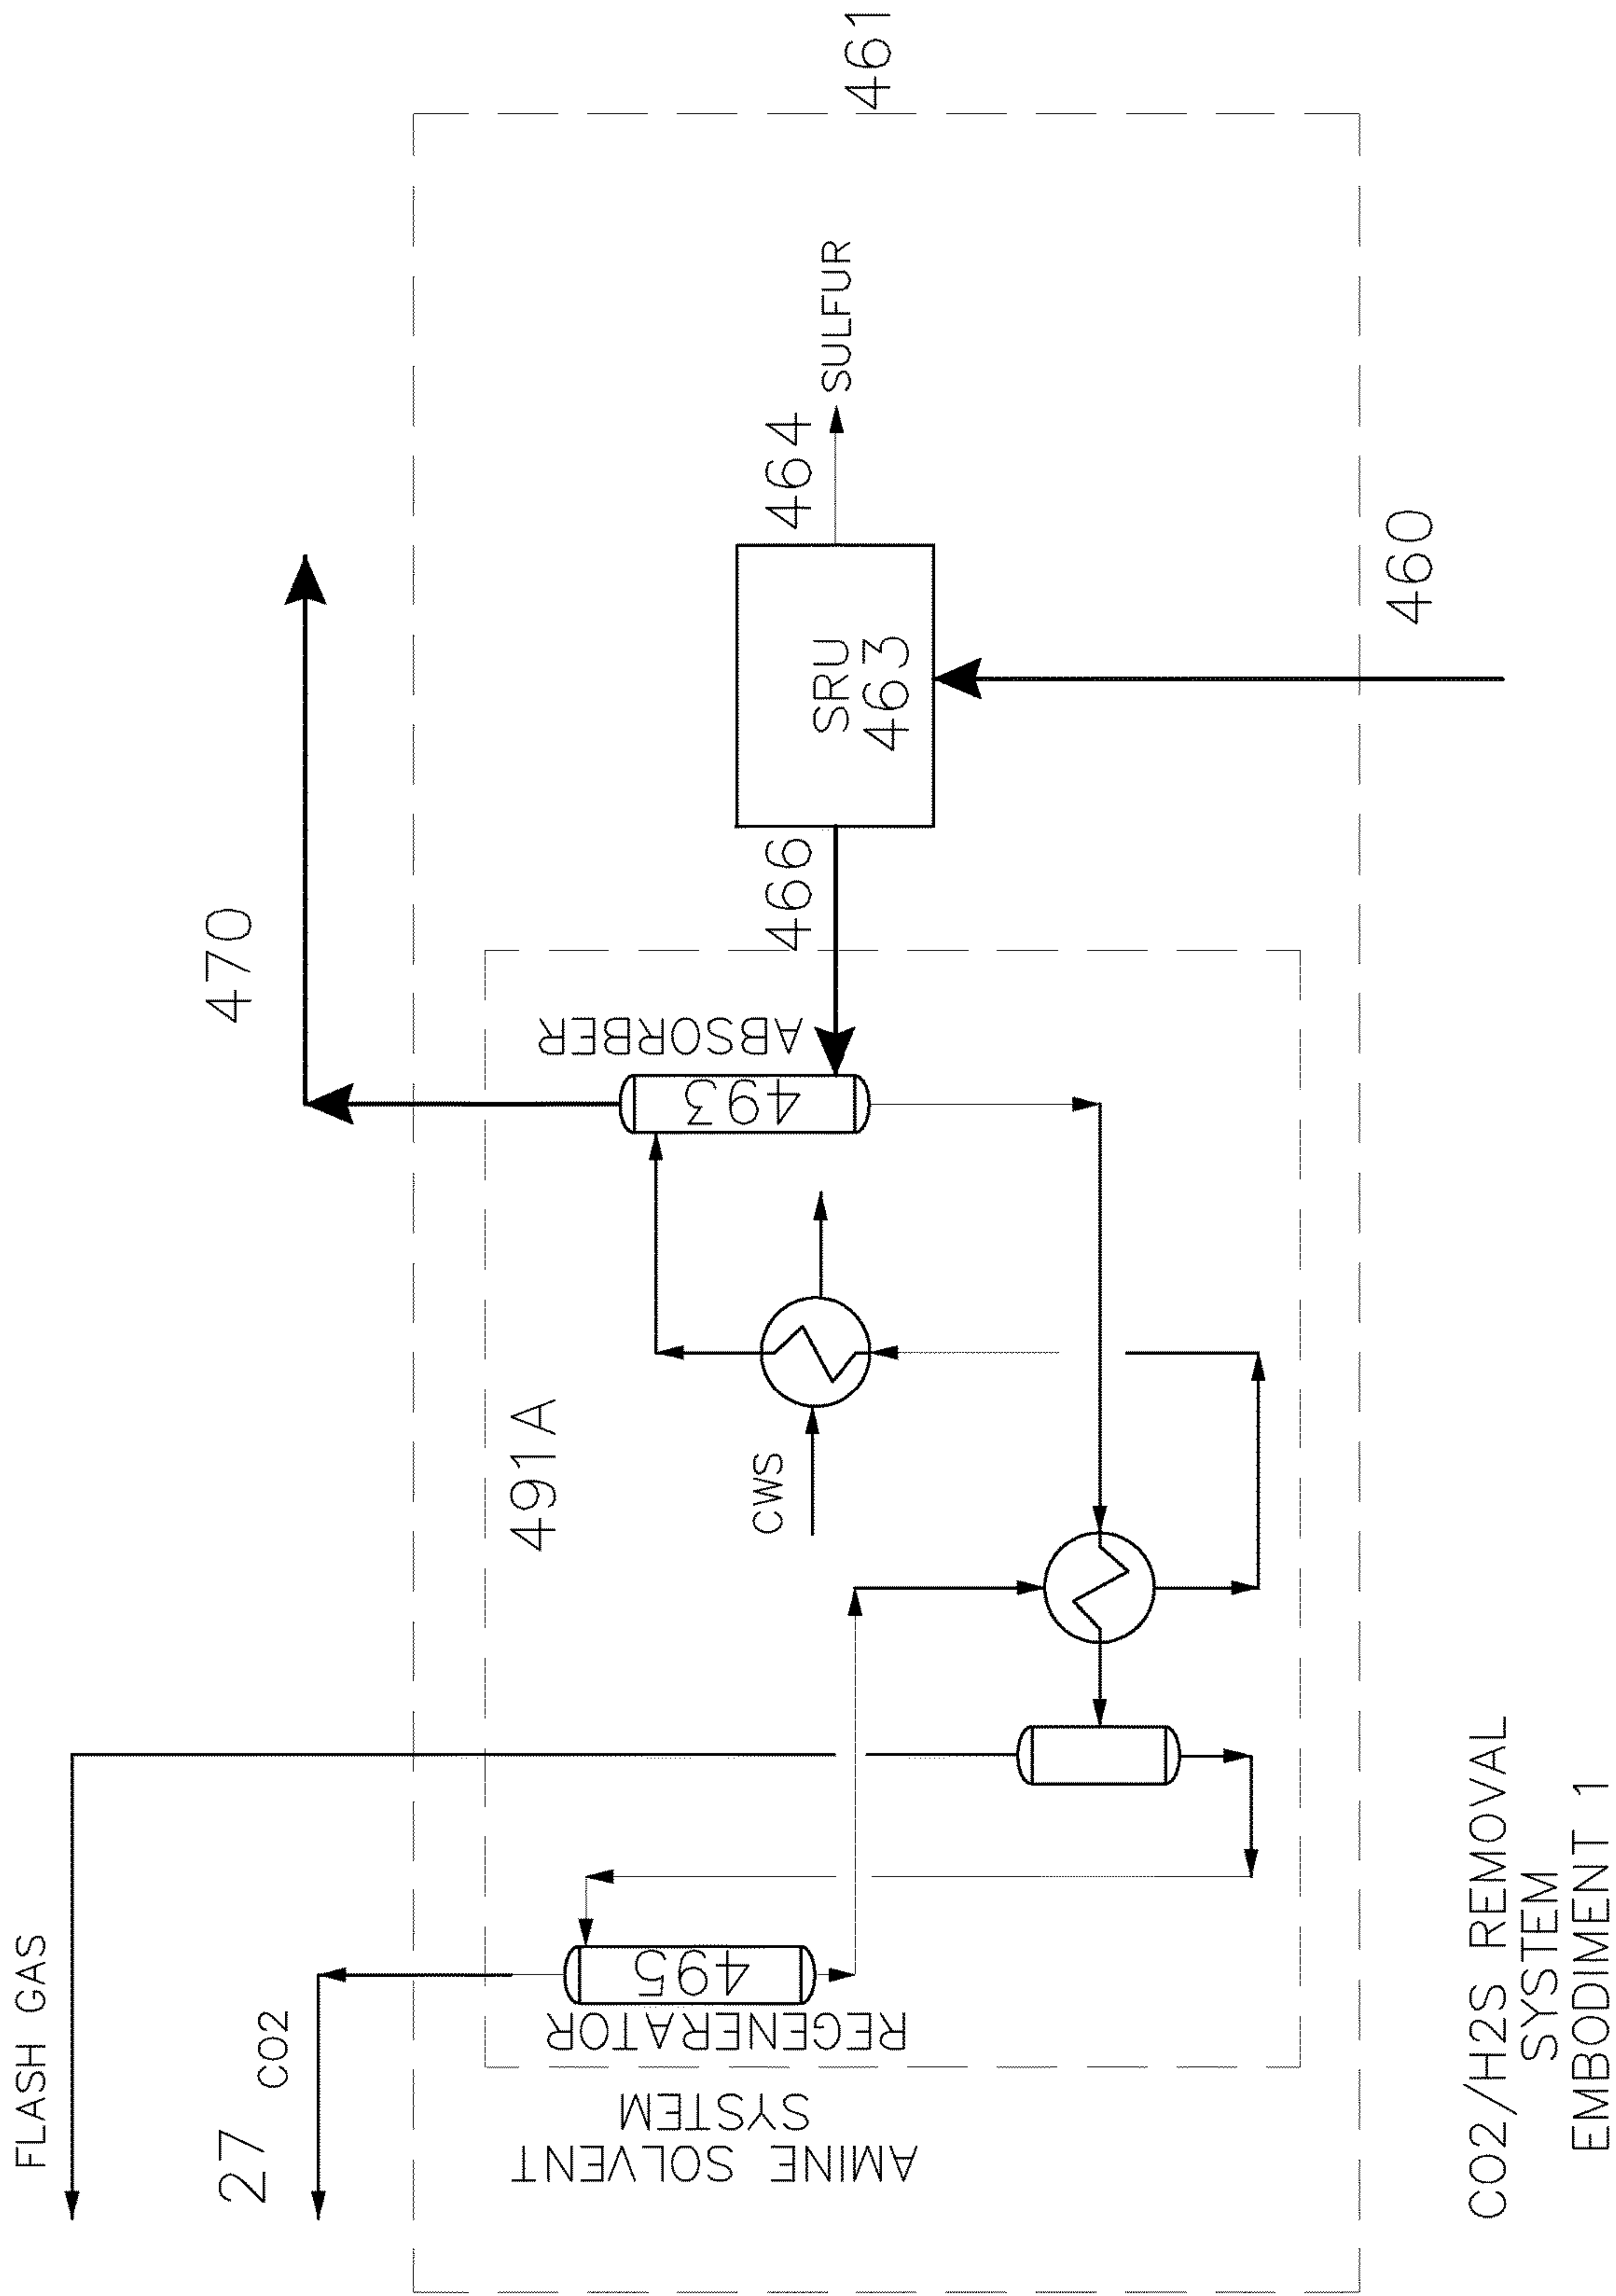 FLASH GAS
27
CO2
470
AMINE SOLVENT
SYSTEM
REGENERATOR
495
491A
ABSORBER
493
CWS
466
464
SULFUR
SRU
463
461
460
CO2/H2S REMOVAL
SYSTEM
EMBODIMENT 1